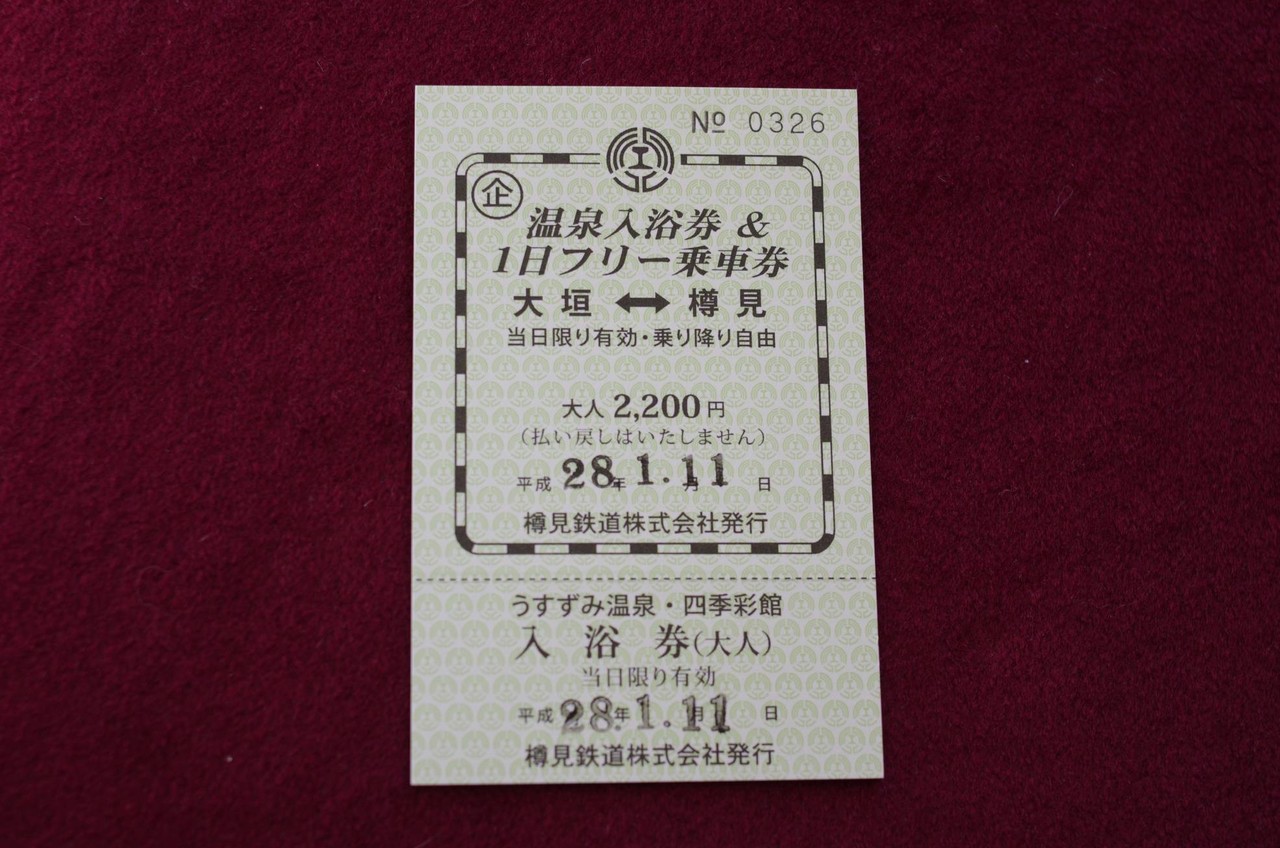 № 0326
企
温泉入浴券 &
1日フリー乗車券
大垣 ↔ 樽見
当日限り有効・乗り降り自由
大人 2,200円
（払い戻しはいたしません）
平成 28年 1.月11 日
樽見鉄道株式会社発行
うすずみ温泉・四季彩館
入浴券(大人)
当日限り有効
平成 28年 1.月11 日
樽見鉄道株式会社発行